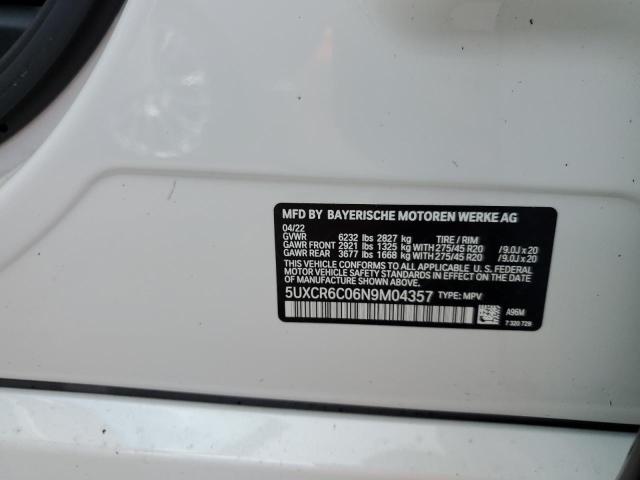 MFD BY BAYERISCHE MOTOREN WERKE AG
04/22
GVWR 6232 lbs 2827 kg TIRE / RIM
GAWR FRONT 2921 lbs 1325 kg WITH 275/45 R20 / 9.0J x 20
GAWR REAR 3677 lbs 1668 kg WITH 275/45 R20 / 9.0J x 20
THIS VEHICLE CONFORMS TO ALL APPLICABLE U. S. FEDERAL
MOTOR VEHICLE SAFETY STANDARDS IN EFFECT ON THE DATE
OF MANUFACTURE SHOWN ABOVE.
5UXCR6C06N9M04357 TYPE: MPV
A96M
7 320 729